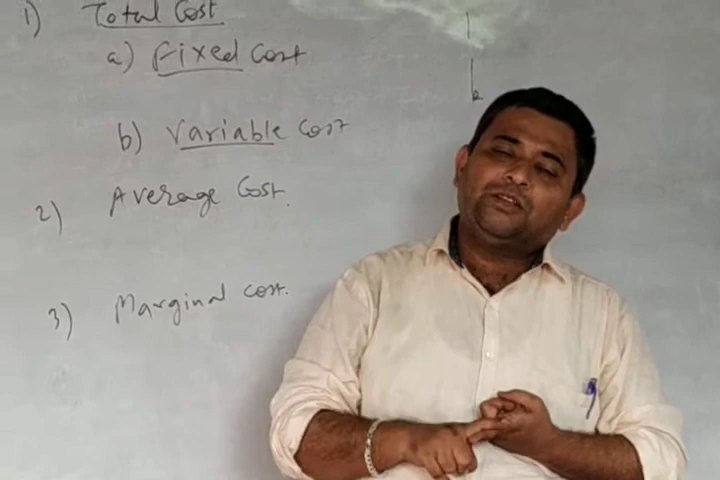 1) Total Cost
a) Fixed Cost
b) Variable Cost
2) Average Cost.
3) Marginal cost.